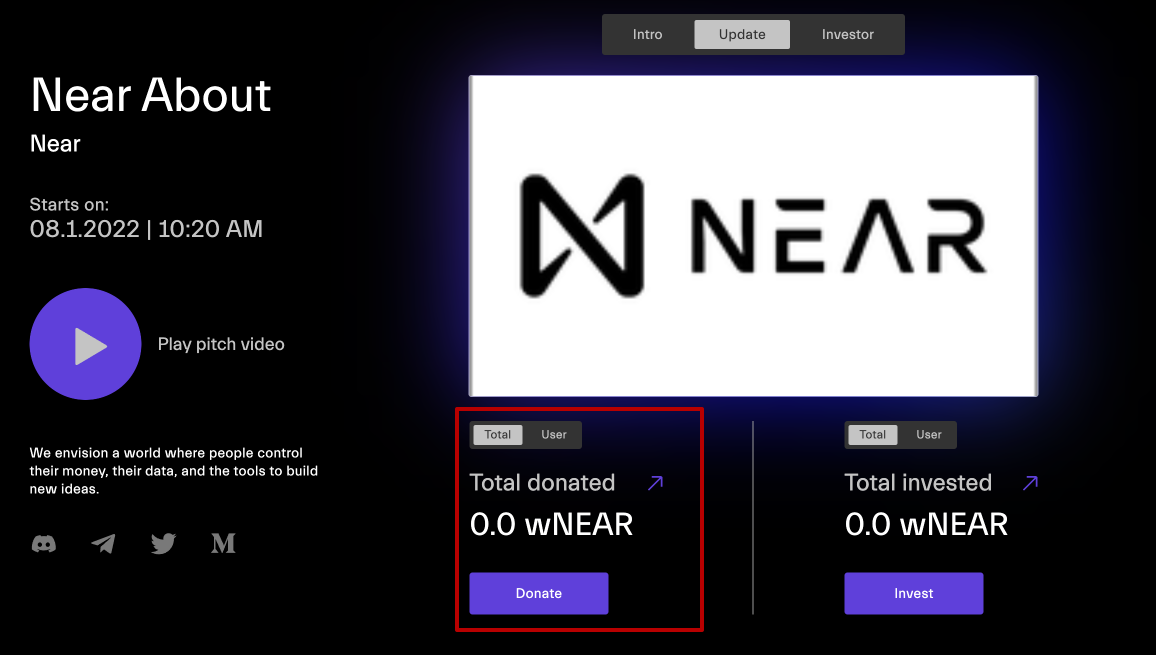 Intro Update Investor
Near About
Near
Starts on:
08.1.2022 | 10:20 AM
Play pitch video
We envision a world where people control
their money, their data, and the tools to build
new ideas.
M
NEAR
Total User
Total donated
0.0 wNEAR
Donate
Total User
Total invested
0.0 wNEAR
Invest